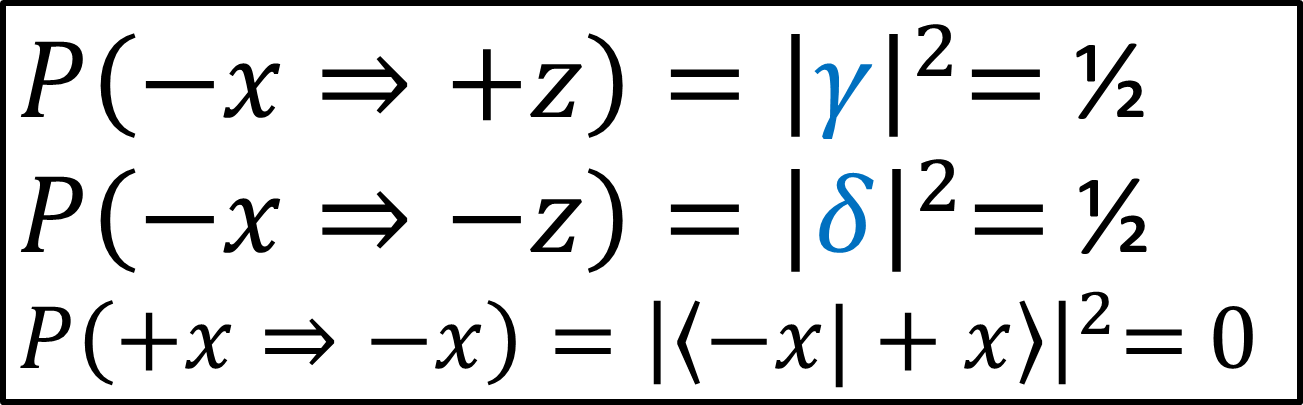 P(−x ⇒ +z) = |γ|²= ½
P(−x ⇒ −z) = |δ|²= ½
P(+x ⇒ −x) = |⟨−x| + x⟩|²= 0